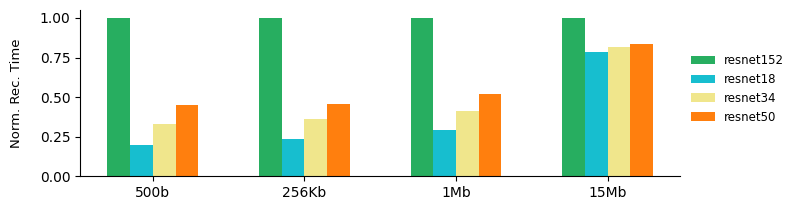 Norm. Rec. Time
1.00
0.75
0.50
0.25
0.00
500b
256Kb
1Mb
15Mb
resnet152
resnet18
resnet34
resnet50